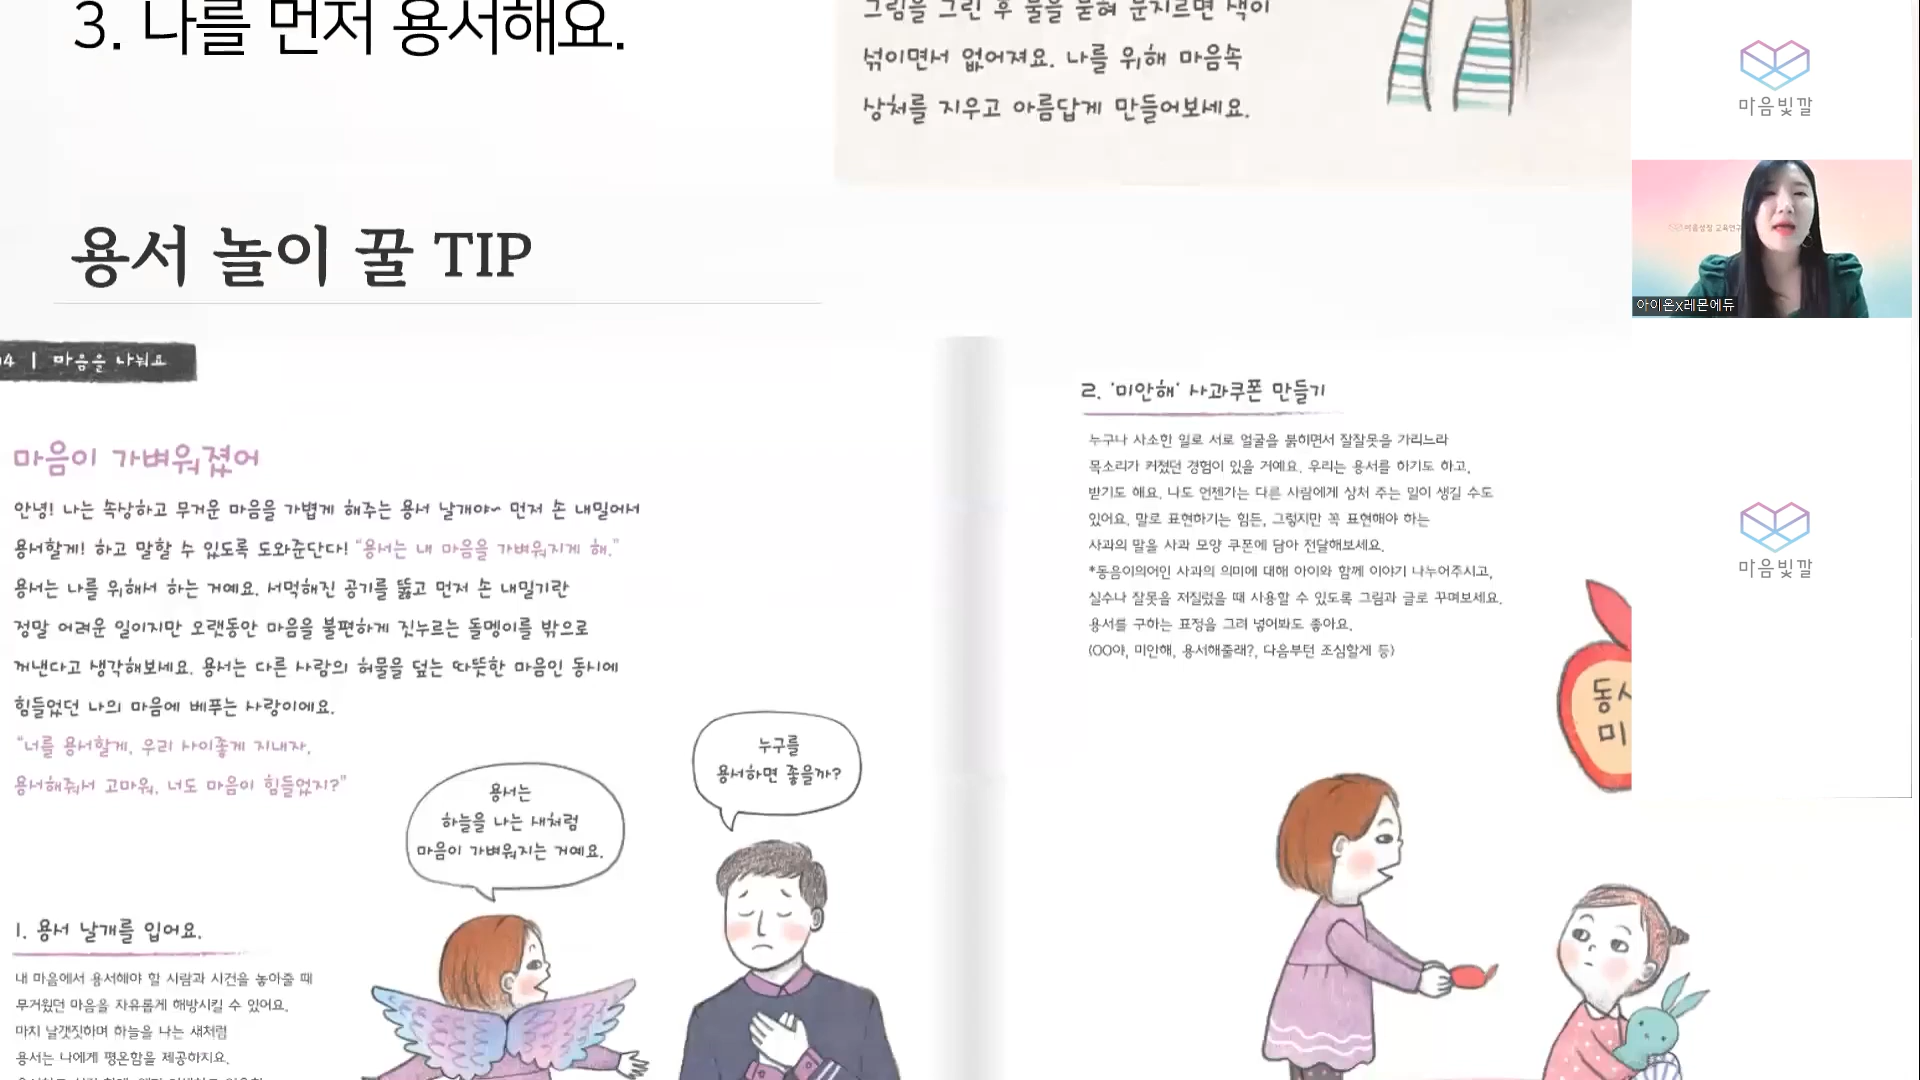 3. 나를 먼저 용서해요.
그림을 그린 후 물을 묻혀 문지르면 색이
섞이면서 없어져요. 나를 위해 마음속
상처를 지우고 아름답게 만들어보세요.
마음빛깔
아이온x레몬에듀
용서 놀이 꿀 TIP
04 | 마음을 나눠요
마음이 가벼워졌어
안녕! 나는 속상하고 무거운 마음을 가볍게 해주는 용서 날개야~ 먼저 손 내밀어서
용서할게! 하고 말할 수 있도록 도와준단다! “용서는 내 마음을 가벼워지게 해.”
용서는 나를 위해서 하는 거예요. 서먹해진 공기를 뚫고 먼저 손 내밀기란
정말 어려운 일이지만 오랫동안 마음을 불편하게 짓누르는 돌멩이를 밖으로
꺼낸다고 생각해보세요. 용서는 다른 사람의 허물을 덮는 따뜻한 마음인 동시에
힘들었던 나의 마음에 베푸는 사랑이에요.
“너를 용서할게, 우리 사이좋게 지내자,
용서해줘서 고마워, 너도 마음이 힘들었지?”
용서는
하늘을 나는 새처럼
마음이 가벼워지는 거예요.
누구를
용서하면 좋을까?
1. 용서 날개를 입어요.
내 마음에서 용서해야 할 사람과 사건을 놓아줄 때
무거웠던 마음을 자유롭게 해방시킬 수 있어요.
마치 날갯짓하며 하늘을 나는 새처럼
용서는 나에게 평온함을 제공하지요.
2. '미안해' 사과쿠폰 만들기
누구나 사소한 일로 서로 얼굴을 붉히면서 잘잘못을 가리느라
목소리가 커졌던 경험이 있을 거예요. 우리는 용서를 하기도 하고,
받기도 해요. 나도 언젠가는 다른 사람에게 상처 주는 일이 생길 수도
있어요. 말로 표현하기는 힘든, 그렇지만 꼭 표현해야 하는
사과의 말을 사과 모양 쿠폰에 담아 전달해보세요.
*동음이의어인 사과의 의미에 대해 아이와 함께 이야기 나누어주시고,
실수나 잘못을 저질렀을 때 사용할 수 있도록 그림과 글로 꾸며보세요.
용서를 구하는 표정을 그려 넣어봐도 좋아요.
(OO야, 미안해, 용서해줄래?, 다음부턴 조심할게 등)
미
마음빛깔